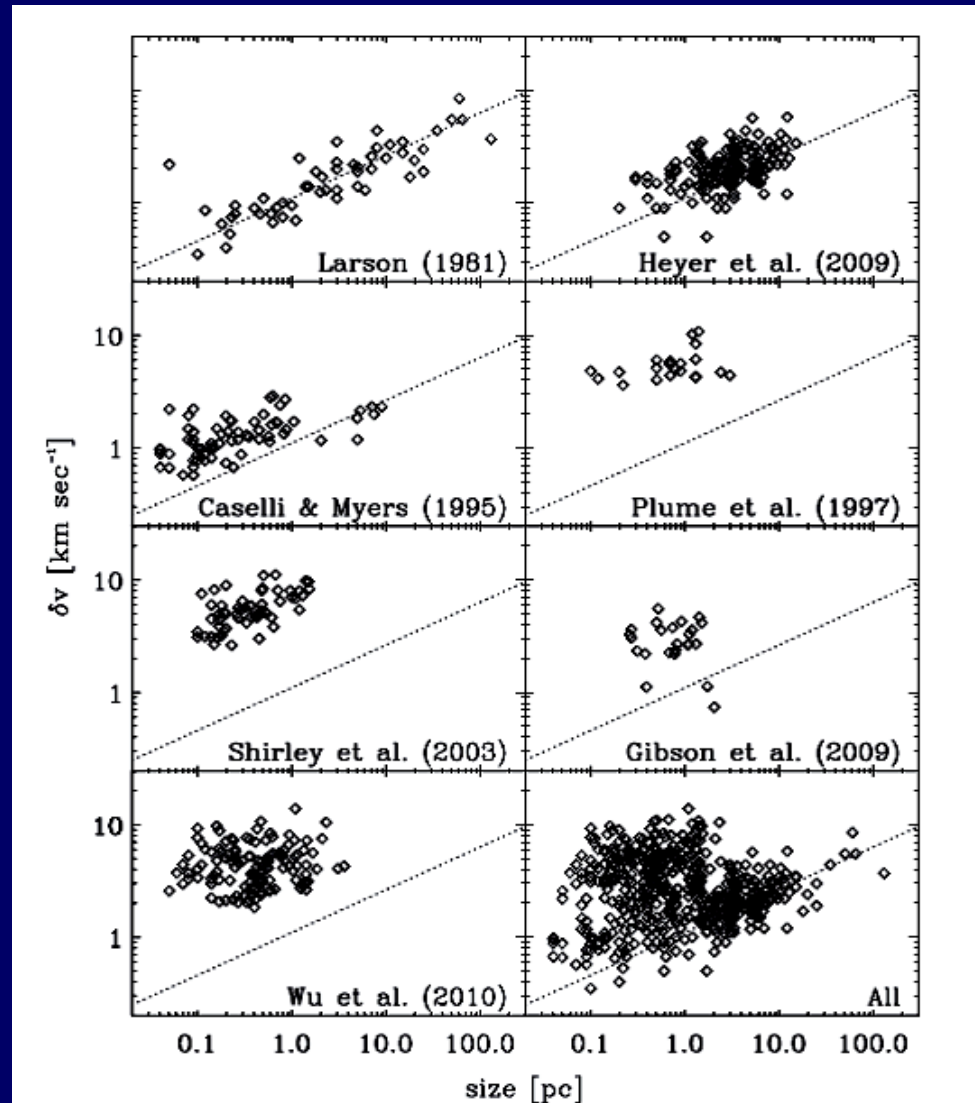 Larson (1981)
Heyer et al. (2009)
10
1
Caselli & Myers (1995)
Plume et al. (1997)
δv [km sec⁻¹]
10
1
Shirley et al. (2003)
Gibson et al. (2009)
10
1
Wu et al. (2010)
All
0.1 1.0 10.0 100.0 0.1 1.0 10.0 100.0
size [pc]